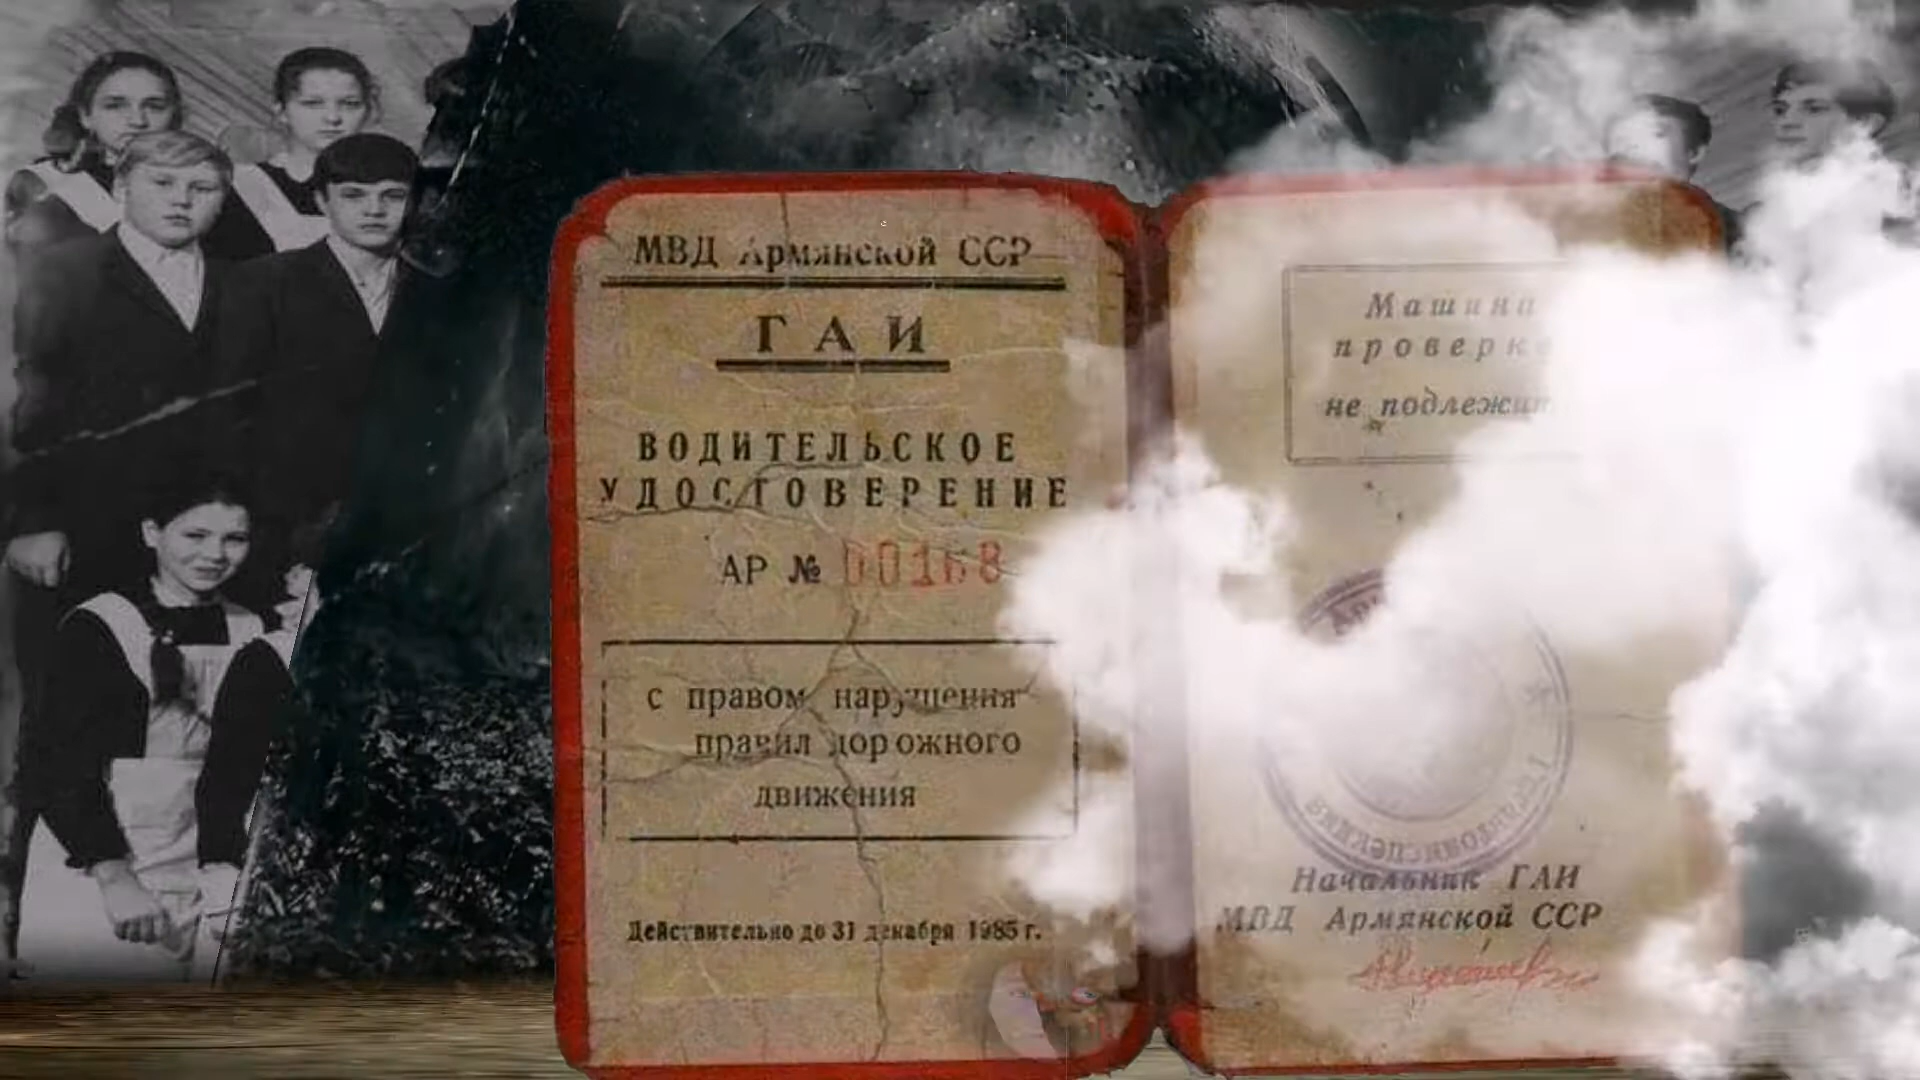 МВД Армянской ССР
ГАИ
ВОДИТЕЛЬСКОЕ
УДОСТОВЕРЕНИЕ
АР № 00168
с правом нарушения
правил дорожного
движения
Действительно до 31 декабря 1985 г.
Машина
не подлежит
Начальник ГАИ
МВД Армянской ССР